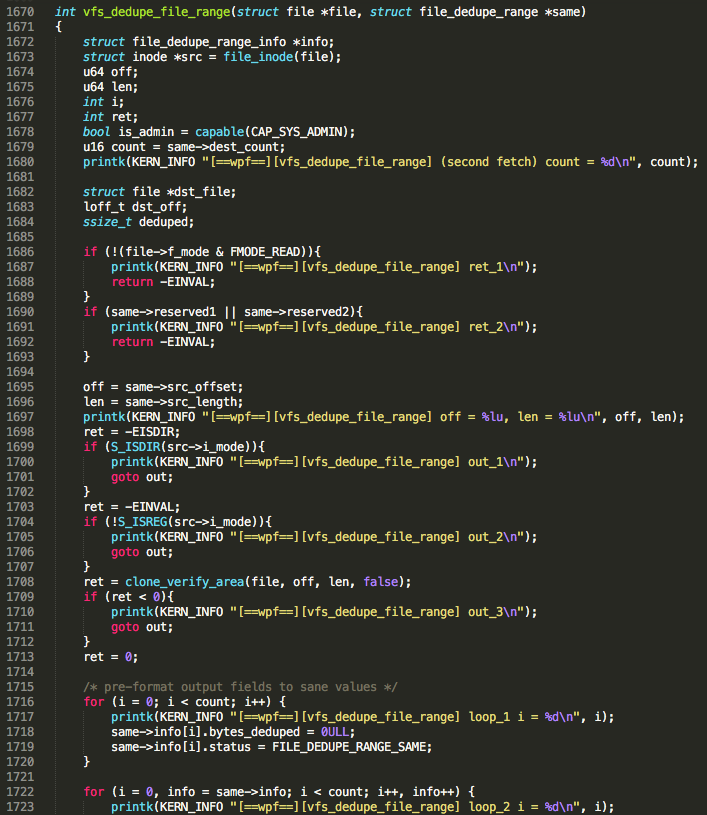 1670 int vfs_dedupe_file_range(struct file *file, struct file_dedupe_range *same)
1671 {
1672 struct file_dedupe_range_info *info;
1673 struct inode *src = file_inode(file);
1674 u64 off;
1675 u64 len;
1676 int i;
1677 int ret;
1678 bool is_admin = capable(CAP_SYS_ADMIN);
1679 u16 count = same->dest_count;
1680 printk(KERN_INFO "[==wpf==][vfs_dedupe_file_range] (second fetch) count = %d\n", count);
1681
1682 struct file *dst_file;
1683 loff_t dst_off;
1684 ssize_t deduped;
1685
1686 if (!(file->f_mode & FMODE_READ)){
1687 printk(KERN_INFO "[==wpf==][vfs_dedupe_file_range] ret_1\n");
1688 return -EINVAL;
1689 }
1690 if (same->reserved1 || same->reserved2){
1691 printk(KERN_INFO "[==wpf==][vfs_dedupe_file_range] ret_2\n");
1692 return -EINVAL;
1693 }
1694
1695 off = same->src_offset;
1696 len = same->src_length;
1697 printk(KERN_INFO "[==wpf==][vfs_dedupe_file_range] off = %lu, len = %lu\n", off, len);
1698 ret = -EISDIR;
1699 if (S_ISDIR(src->i_mode)){
1700 printk(KERN_INFO "[==wpf==][vfs_dedupe_file_range] out_1\n");
1701 goto out;
1702 }
1703 ret = -EINVAL;
1704 if (!S_ISREG(src->i_mode)){
1705 printk(KERN_INFO "[==wpf==][vfs_dedupe_file_range] out_2\n");
1706 goto out;
1707 }
1708 ret = clone_verify_area(file, off, len, false);
1709 if (ret < 0){
1710 printk(KERN_INFO "[==wpf==][vfs_dedupe_file_range] out_3\n");
1711 goto out;
1712 }
1713 ret = 0;
1714
1715 /* pre-format output fields to sane values */
1716 for (i = 0; i < count; i++) {
1717 printk(KERN_INFO "[==wpf==][vfs_dedupe_file_range] loop_1 i = %d\n", i);
1718 same->info[i].bytes_deduped = 0ULL;
1719 same->info[i].status = FILE_DEDUPE_RANGE_SAME;
1720 }
1721
1722 for (i = 0, info = same->info; i < count; i++, info++) {
1723 printk(KERN_INFO "[==wpf==][vfs_dedupe_file_range] loop_2 i = %d\n", i);